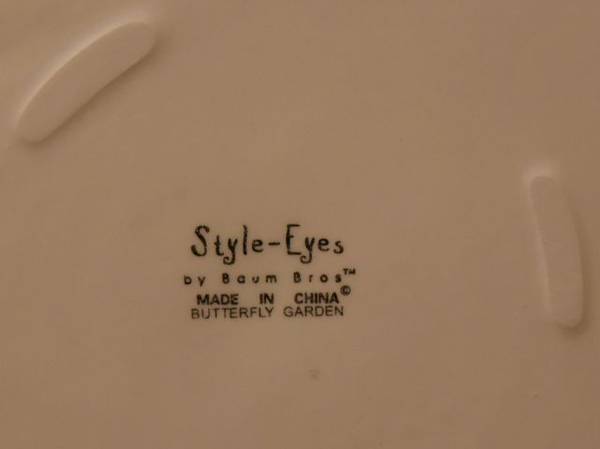 Style-Eyes
by Baum Bros™
MADE IN CHINA©
BUTTERFLY GARDEN